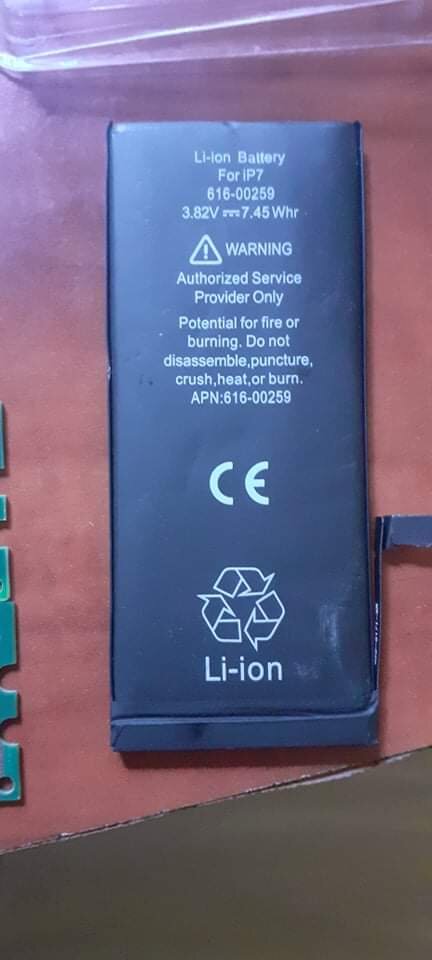 Li-ion Battery
For iP7
616-00259
3.82V ⎓ 7.45 Whr
WARNING
Authorized Service
Provider Only
Potential for fire or
burning. Do not
disassemble,puncture,
crush,heat,or burn.
APN:616-00259
CE
Li-ion